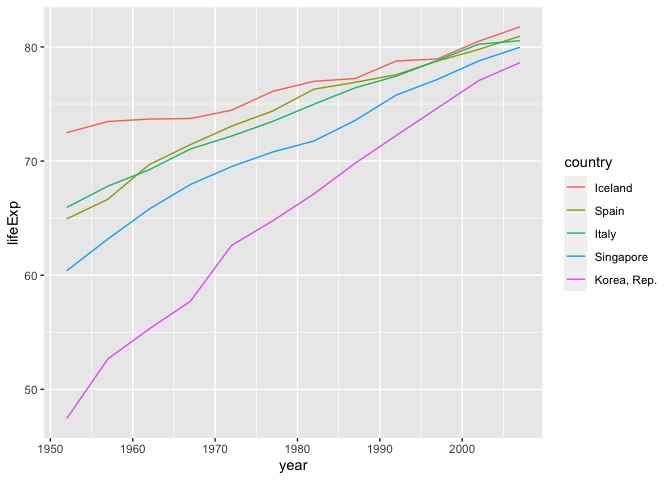 80
70
60
50
1950
1960
1970
1980
1990
2000
year
lifeExp
country
Iceland
Spain
Italy
Singapore
Korea, Rep.